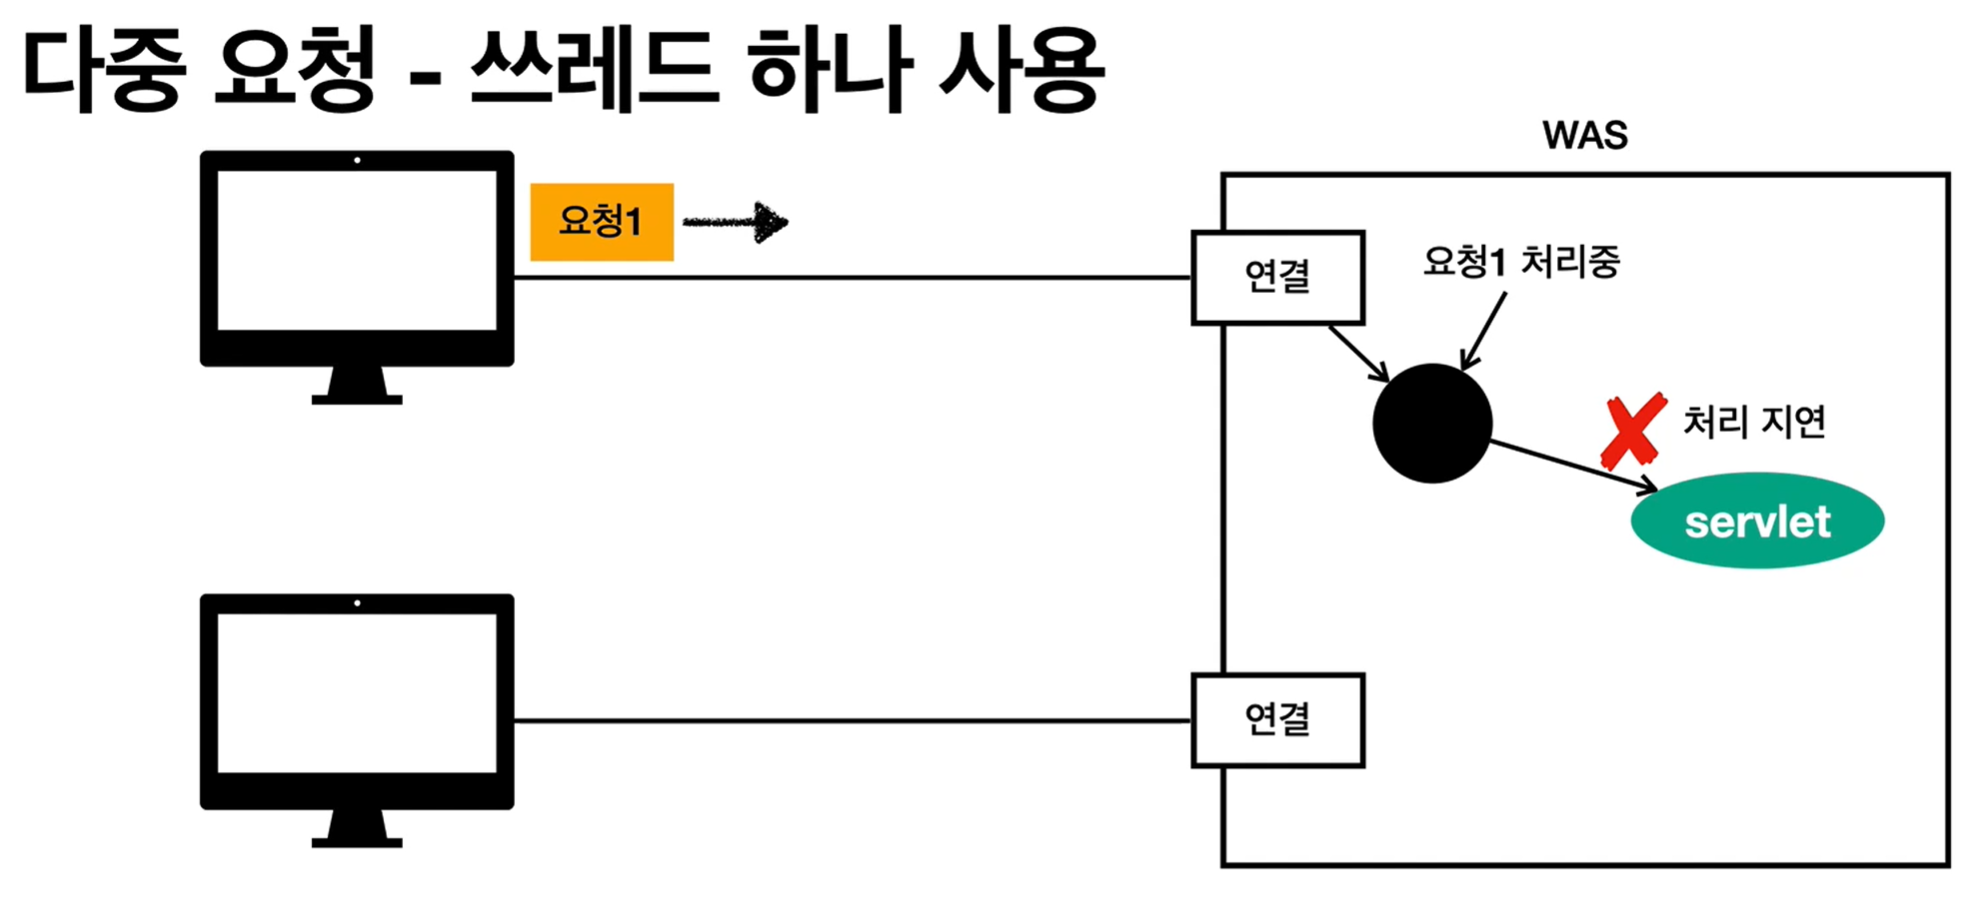 다중 요청 - 쓰레드 하나 사용
WAS
요청1
연결
요청1 처리중
처리 지연
servlet
연결